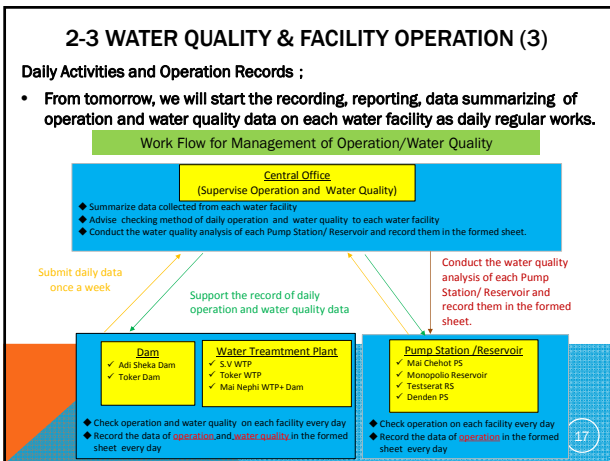 2-3 WATER QUALITY & FACILITY OPERATION (3)
Daily Activities and Operation Records ;
• From tomorrow, we will start the recording, reporting, data summarizing of
operation and water quality data on each water facility as daily regular works.
Work Flow for Management of Operation/Water Quality
Central Office
(Supervise Operation and Water Quality)
◆ Summarize data collected from each water facility
◆ Advise checking method of daily operation and water quality to each water facility
◆ Conduct the water quality analysis of each Pump Station/ Reservoir and record them in the formed sheet.
Submit daily data
once a week
Support the record of daily
operation and water quality data
Conduct the water quality
analysis of each Pump
Station/ Reservoir and
record them in the formed
sheet.
Dam
✓ Adi Sheka Dam
✓ Toker Dam
Water Treamtment Plant
✓ S.V WTP
✓ Toker WTP
✓ Mai Nephi WTP+ Dam
◆ Check operation and water quality on each facility every day
◆ Record the data of operation and water quality in the formed
sheet every day
Pump Station /Reservoir
✓ Mai Chehot PS
✓ Monopolio Reservoir
✓ Testserat RS
✓ Denden PS
◆ Check operation on each facility every day
◆ Record the data of operation in the formed
sheet every day
17